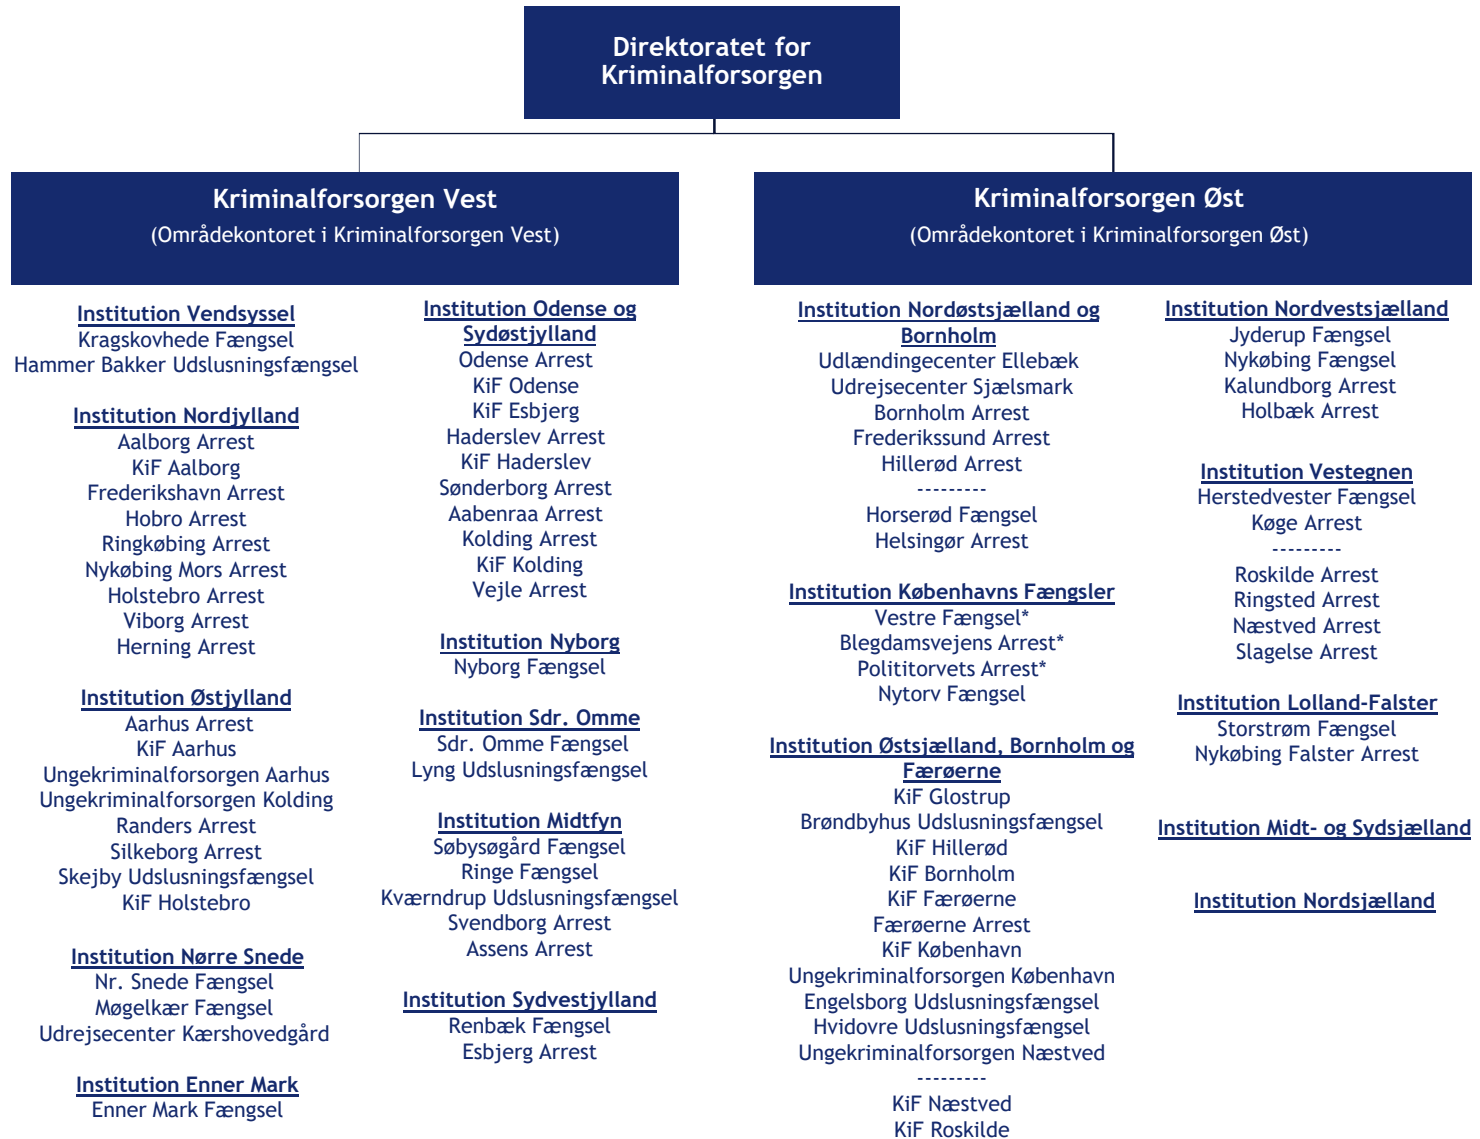 Direktoratet for
Kriminalforsorgen
Kriminalforsorgen Vest
(Områdekontoret i Kriminalforsorgen Vest)
Institution Vendsyssel
Kragskovhede Fængsel
Hammer Bakker Udslusningsfængsel
Institution Nordjylland
Aalborg Arrest
KiF Aalborg
Frederikshavn Arrest
Hobro Arrest
Ringkøbing Arrest
Nykøbing Mors Arrest
Holstebro Arrest
Viborg Arrest
Herning Arrest
Institution Østjylland
Aarhus Arrest
KiF Aarhus
Ungekriminalforsorgen Aarhus
Ungekriminalforsorgen Kolding
Randers Arrest
Silkeborg Arrest
Skejby Udslusningsfængsel
KiF Holstebro
Institution Nørre Snede
Nr. Snede Fængsel
Møgelkær Fængsel
Udrejsecenter Kærshovedgård
Institution Enner Mark
Enner Mark Fængsel
Institution Odense og
Sydøstjylland
Odense Arrest
KiF Odense
KiF Esbjerg
Haderslev Arrest
KiF Haderslev
Sønderborg Arrest
Aabenraa Arrest
Kolding Arrest
KiF Kolding
Vejle Arrest
Institution Nyborg
Nyborg Fængsel
Institution Sdr. Omme
Sdr. Omme Fængsel
Lyng Udslusningsfængsel
Institution Midtfyn
Søbysøgård Fængsel
Ringe Fængsel
Kværndrup Udslusningsfængsel
Svendborg Arrest
Assens Arrest
Institution Sydvestjylland
Renbæk Fængsel
Esbjerg Arrest
Kriminalforsorgen Øst
(Områdekontoret i Kriminalforsorgen Øst)
Institution Nordøstsjælland og
Bornholm
Udlændingecenter Ellebæk
Udrejsecenter Sjælsmark
Bornholm Arrest
Frederikssund Arrest
Hillerød Arrest
---------
Horserød Fængsel
Helsingør Arrest
Institution Københavns Fængsler
Vestre Fængsel*
Blegdamsvejens Arrest*
Polititorvets Arrest*
Nytorv Fængsel
Institution Østsjælland, Bornholm og
Færøerne
KiF Glostrup
Brøndbyhus Udslusningsfængsel
KiF Hillerød
KiF Bornholm
KiF Færøerne
Færøerne Arrest
KiF København
Ungekriminalforsorgen København
Engelsborg Udslusningsfængsel
Hvidovre Udslusningsfængsel
Ungekriminalforsorgen Næstved
---------
KiF Næstved
KiF Roskilde
Institution Nordvestsjælland
Jyderup Fængsel
Nykøbing Fængsel
Kalundborg Arrest
Holbæk Arrest
Institution Vestegnen
Herstedvester Fængsel
Køge Arrest
---------
Roskilde Arrest
Ringsted Arrest
Næstved Arrest
Slagelse Arrest
Institution Lolland-Falster
Storstrøm Fængsel
Nykøbing Falster Arrest
Institution Midt- og Sydsjælland
Institution Nordsjælland